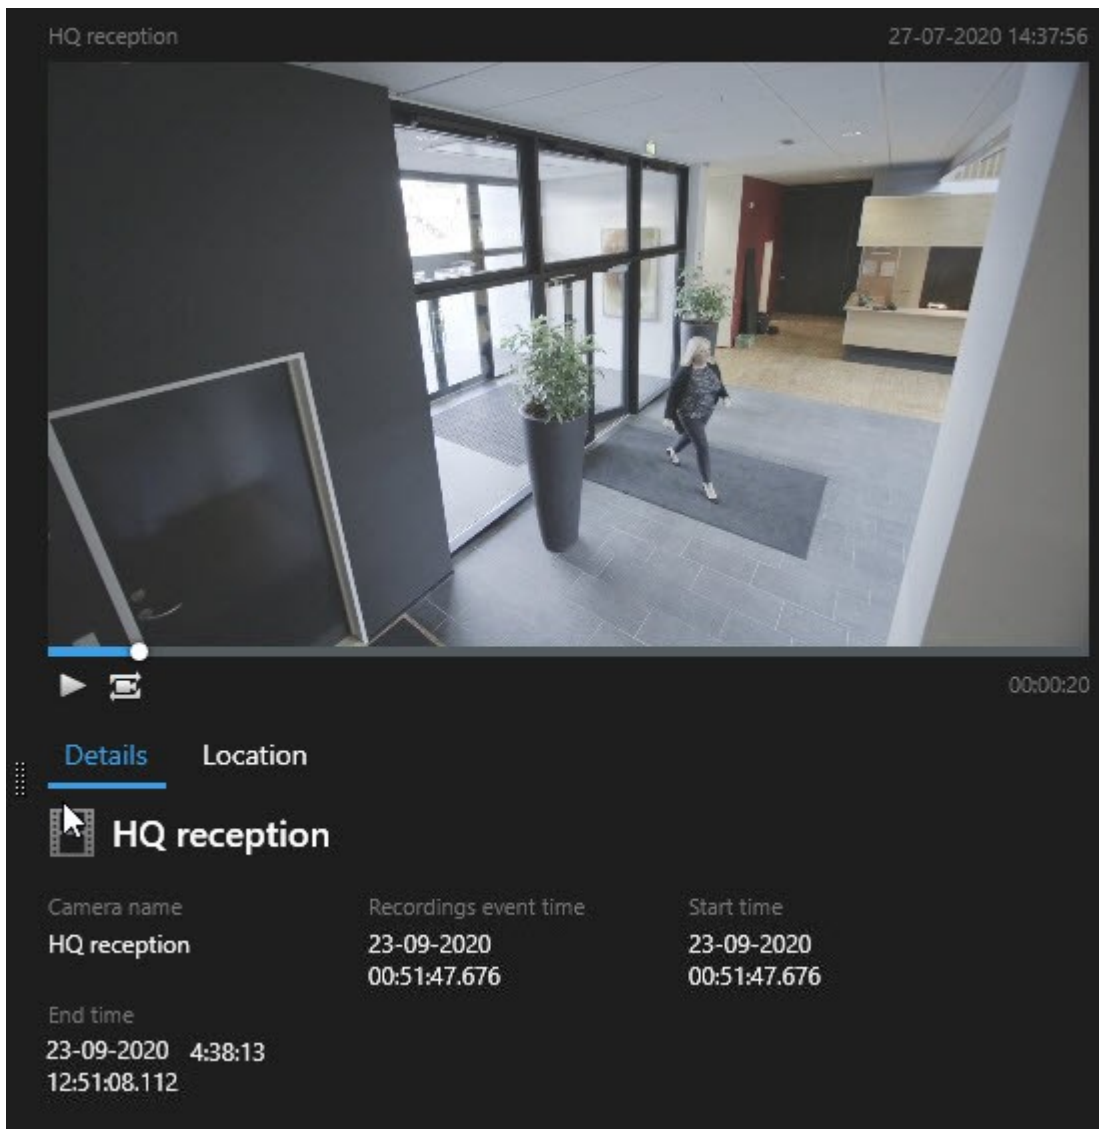 HQ reception 27-07-2020 14:37:56
00:00:20
Details Location
HQ reception
Camera name Recordings event time Start time
HQ reception 23-09-2020 23-09-2020
00:51:47.676 00:51:47.676
End time
23-09-2020 4:38:13
12:51:08.112